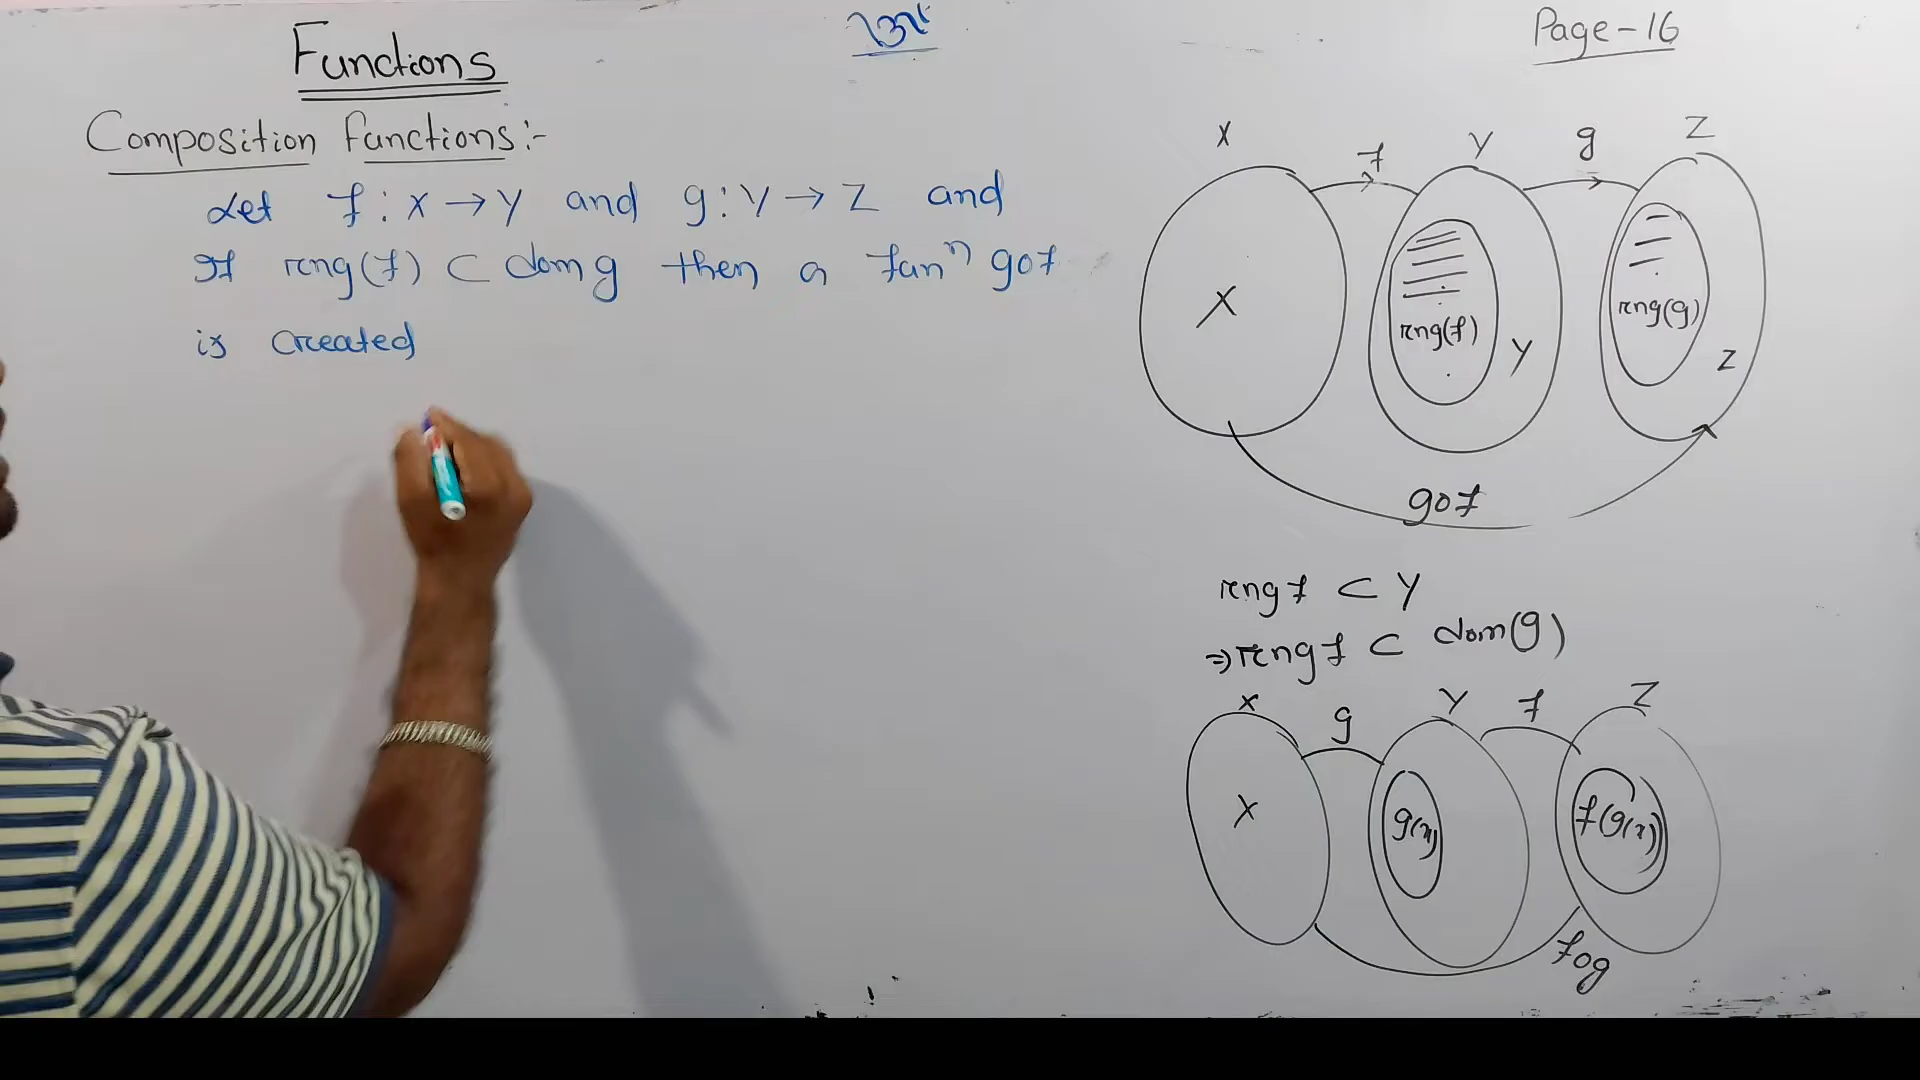 Functions
Page-16
Composition Functions:-
Let f : X → Y and g : Y → Z and
If rng(f) ⊂ dom g then a funⁿ gof
is created
X f Y g Z
X rng(f) Y rng(g) Z
gof
rng f ⊂ Y
⇒ rng f ⊂ dom(g)
X g Y f Z
X g(x) f(g(x))
fog